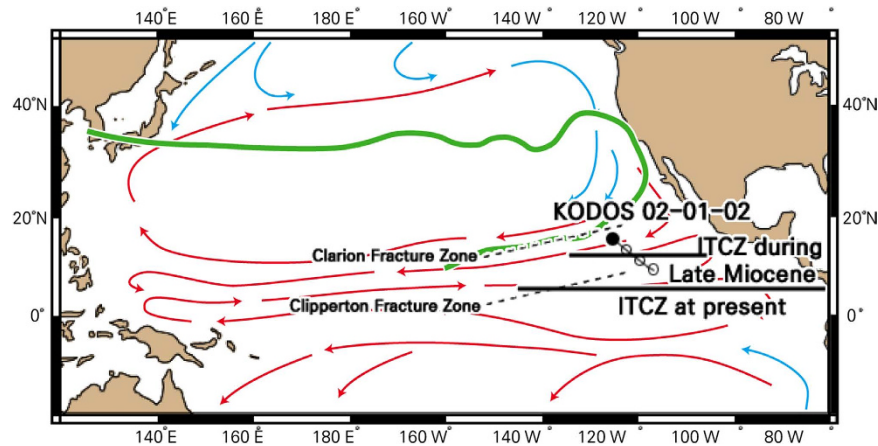 140°E 160°E 180° 160°W 140°W 120°W 100°W 80°W
40°N
40°
20°N
20°
0°
0°
KODOS 02-01-02
Clarion Fracture Zone
ITCZ during
Late Miocene
Clipperton Fracture Zone
ITCZ at present
140°E 160°E 180° 160°W 140°W 120°W 100°W 80°W